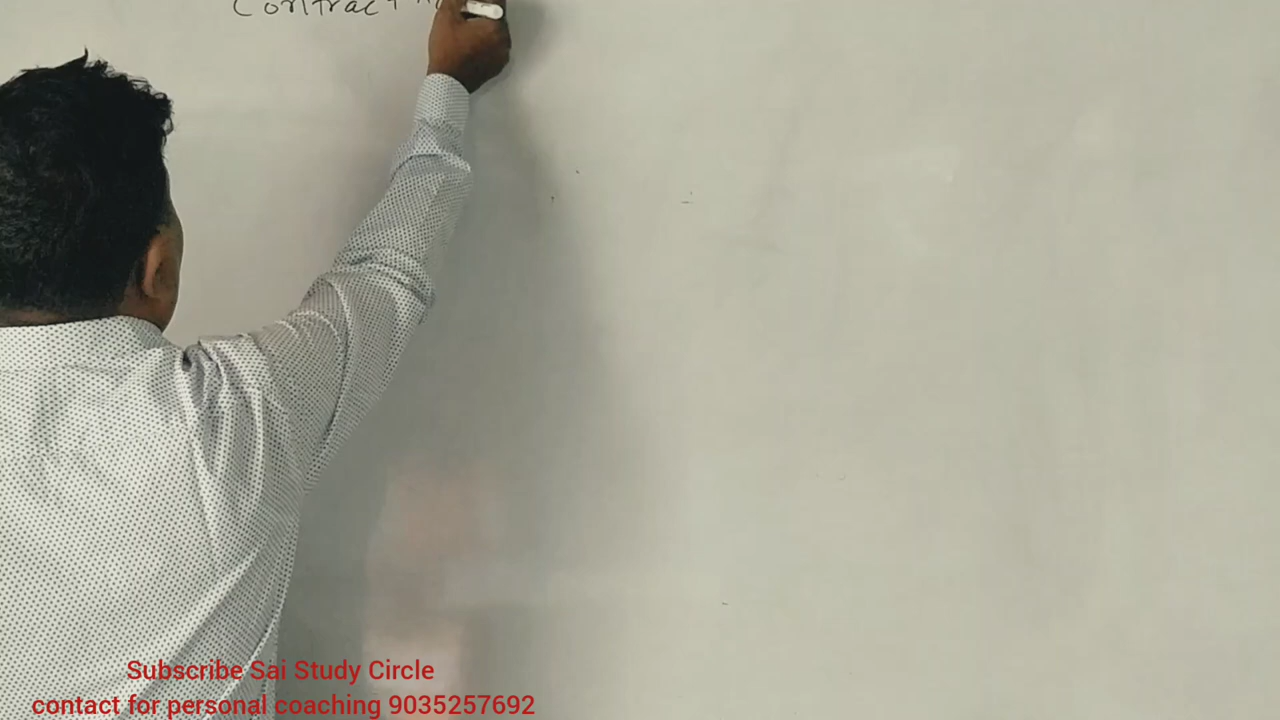 Contract
Subscribe Sai Study Circle
contact for personal coaching 9035257692